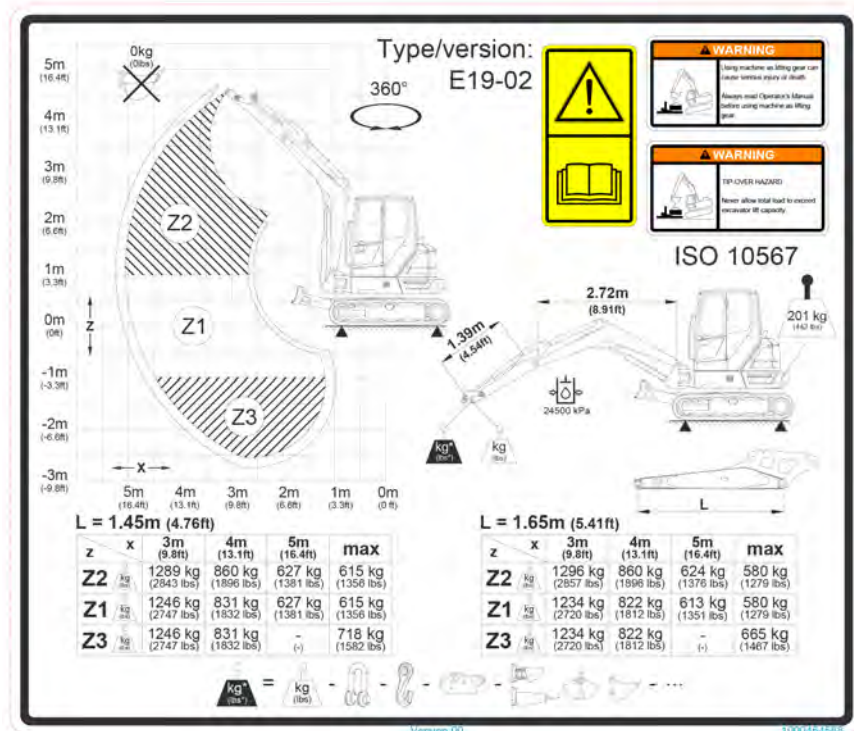 Type/version:
E19-02
0kg
(0lbs)
360°
WARNING
Using machine as lifting gear can
cause serious injury or death.
Always read Operator's Manual
before using machine as lifting
gear.
WARNING
TIP-OVER HAZARD
Never allow total load to exceed
excavator lift capacity.
ISO 10567
5m
(16.4ft)
4m
(13.1ft)
3m
(9.8ft)
2m
(6.6ft)
1m
(3.3ft)
0m
(0ft)
-1m
(-3.3ft)
-2m
(-6.6ft)
-3m
(-9.8ft)
Z
Z2
Z1
Z3
X
5m 4m 3m 2m 1m 0m
(16.4ft) (13.1ft) (9.8ft) (6.6ft) (3.3ft) (0 ft)
2.72m
(8.91ft)
1.39m
(4.54ft)
201 kg
24500 kPa
kg*
(lbs*)
kg
(lbs)
L
L = 1.45m (4.76ft)
z x 3m 4m 5m max
(9.8ft) (13.1ft) (16.4ft)
Z2 kg 1289 kg 860 kg 627 kg 615 kg
(2843 lbs) (1896 lbs) (1381 lbs) (1356 lbs)
Z1 kg 1246 kg 831 kg 627 kg 615 kg
(2747 lbs) (1832 lbs) (1381 lbs) (1356 lbs)
Z3 kg 1246 kg 831 kg - 718 kg
(2747 lbs) (1832 lbs) (-) (1582 lbs)
L = 1.65m (5.41ft)
z x 3m 4m 5m max
(9.8ft) (13.1ft) (16.4ft)
Z2 kg 1296 kg 860 kg 624 kg 580 kg
(2857 lbs) (1896 lbs) (1376 lbs) (1279 lbs)
Z1 kg 1234 kg 822 kg 613 kg 580 kg
(2720 lbs) (1812 lbs) (1351 lbs) (1279 lbs)
Z3 kg 1234 kg 822 kg - 665 kg
(2720 lbs) (1812 lbs) (-) (1467 lbs)
kg* = kg - - - - - ...
(lbs*) (lbs)
Version 00